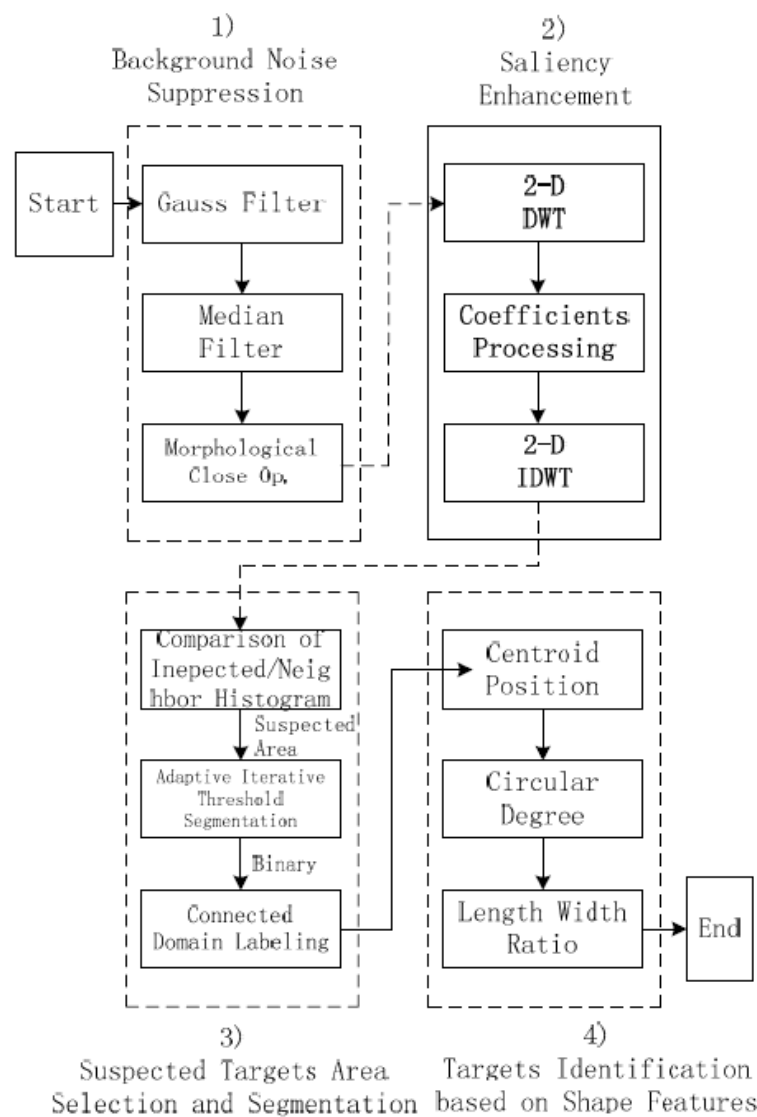 1)
Background Noise
Suppression
2)
Saliency
Enhancement
Start
Gauss Filter
Median
Filter
Morphological
Close Op.
2-D
DWT
Coefficients
Processing
2-D
IDWT
Comparison of
Inepected/Neig
hbor Histogram
Suspected
Area
Adaptive Iterative
Threshold
Segmentation
Binary
Connected
Domain Labeling
Centroid
Position
Circular
Degree
Length Width
Ratio
End
3)
Suspected Targets Area
Selection and Segmentation
4)
Targets Identification
based on Shape Features